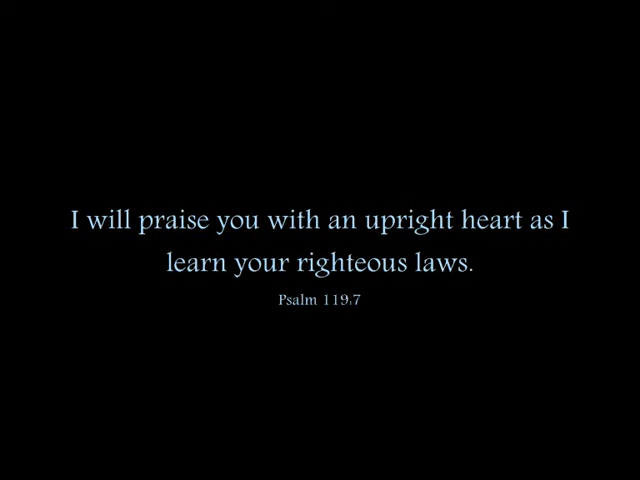 I will praise you with an upright heart as I
learn your righteous laws.
Psalm 119:7